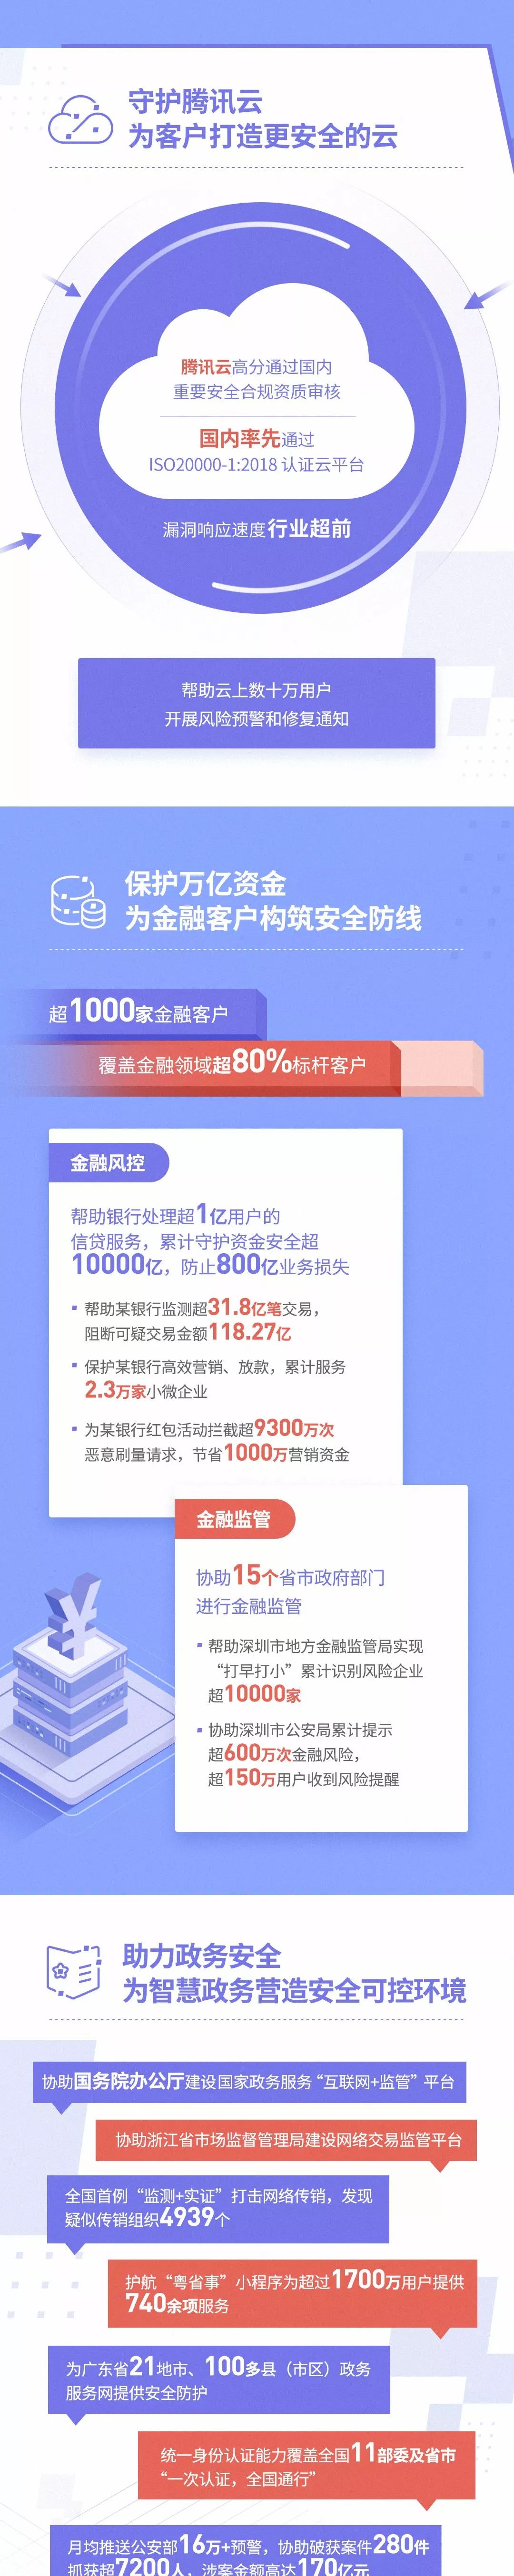 守护腾讯云
为客户打造更安全的云
腾讯云高分通过国内
重要安全合规资质审核
国内率先通过
ISO20000-1:2018 认证云平台
漏洞响应速度行业超前
帮助云上数十万用户
开展风险预警和修复通知
保护万亿资金
为金融客户构筑安全防线
超1000家金融客户
覆盖金融领域超80%标杆客户
金融风控
帮助银行处理超1亿用户的
信贷服务，累计守护资金安全超
10000亿，防止800亿业务损失
帮助某银行监测超31.8亿笔交易，
阻断可疑交易金额118.27亿
保护某银行高效营销、放款，累计服务
2.3万家小微企业
为某银行红包活动拦截超9300万次
恶意刷量请求，节省1000万营销资金
金融监管
协助15个省市政府部门
进行金融监管
帮助深圳市地方金融监管局实现
“打早打小”累计识别风险企业
超10000家
协助深圳市公安局累计提示
超600万次金融风险，
超150万用户收到风险提醒
助力政务安全
为智慧政务营造安全可控环境
协助国务院办公厅建设国家政务服务“互联网+监管”平台
协助浙江省市场监督管理局建设网络交易监管平台
全国首例“监测+实证”打击网络传销，发现
疑似传销组织4939个
护航“粤省事”小程序为超过1700万用户提供
740余项服务
为广东省21地市、100多县（市区）政务
服务网提供安全防护
统一身份认证能力覆盖全国11部委及省市
“一次认证，全国通行”
月均推送公安部16万+预警，协助破获案件280件
抓获超7200人，涉案金额高达170亿元